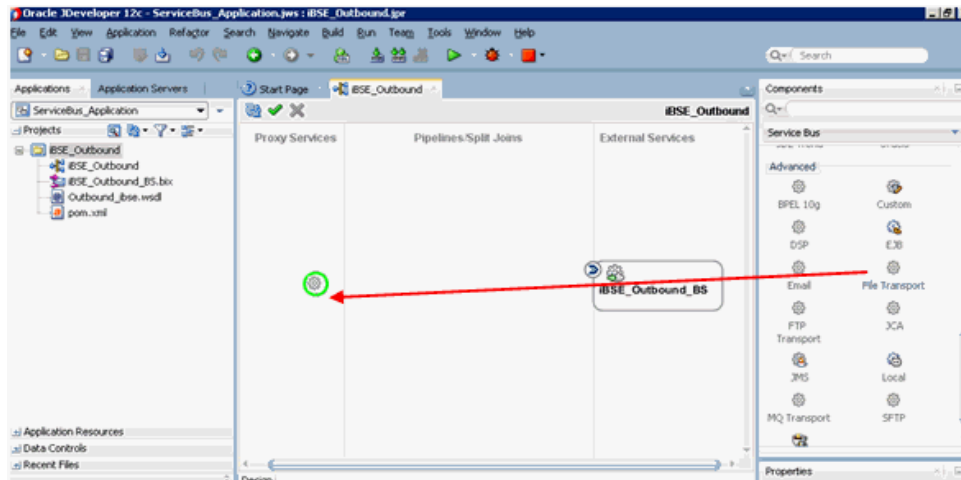 Oracle JDeveloper 12c - ServiceBus_Application.jws : iBSE_Outbound.jpr
File Edit View Application Refactor Search Navigate Build Run Team Tools Window Help
Search
Applications Application Servers
Start Page iBSE_Outbound
Components
ServiceBus_Application
iBSE_Outbound
Projects
Service Bus
iBSE_Outbound
iBSE_Outbound
iBSE_Outbound_BS.bix
Outbound_ibse.wsdl
pom.xml
Proxy Services Pipelines/Split Joins External Services
iBSE_Outbound_BS
Advanced
BPEL 10g Custom
DSP EJB
Email File Transport
FTP Transport JCA
JMS Local
MQ Transport SFTP
Application Resources
Data Controls
Recent Files
Design
Properties